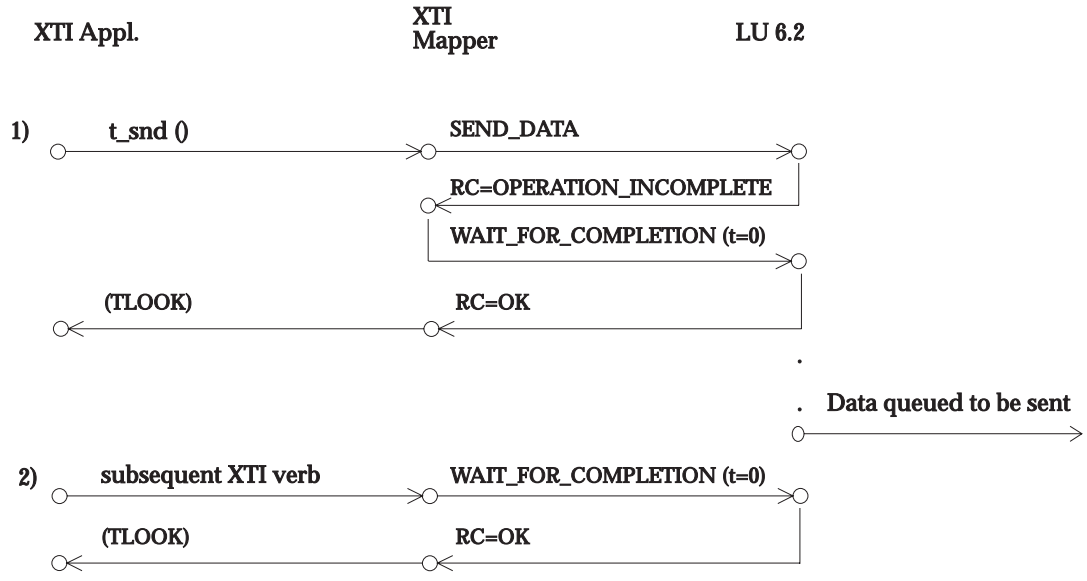 XTI Appl.
XTI
Mapper
LU 6.2
1)
t_snd ()
SEND_DATA
RC=OPERATION_INCOMPLETE
WAIT_FOR_COMPLETION (t=0)
(TLOOK)
RC=OK
.
. Data queued to be sent
2)
subsequent XTI verb
WAIT_FOR_COMPLETION (t=0)
(TLOOK)
RC=OK